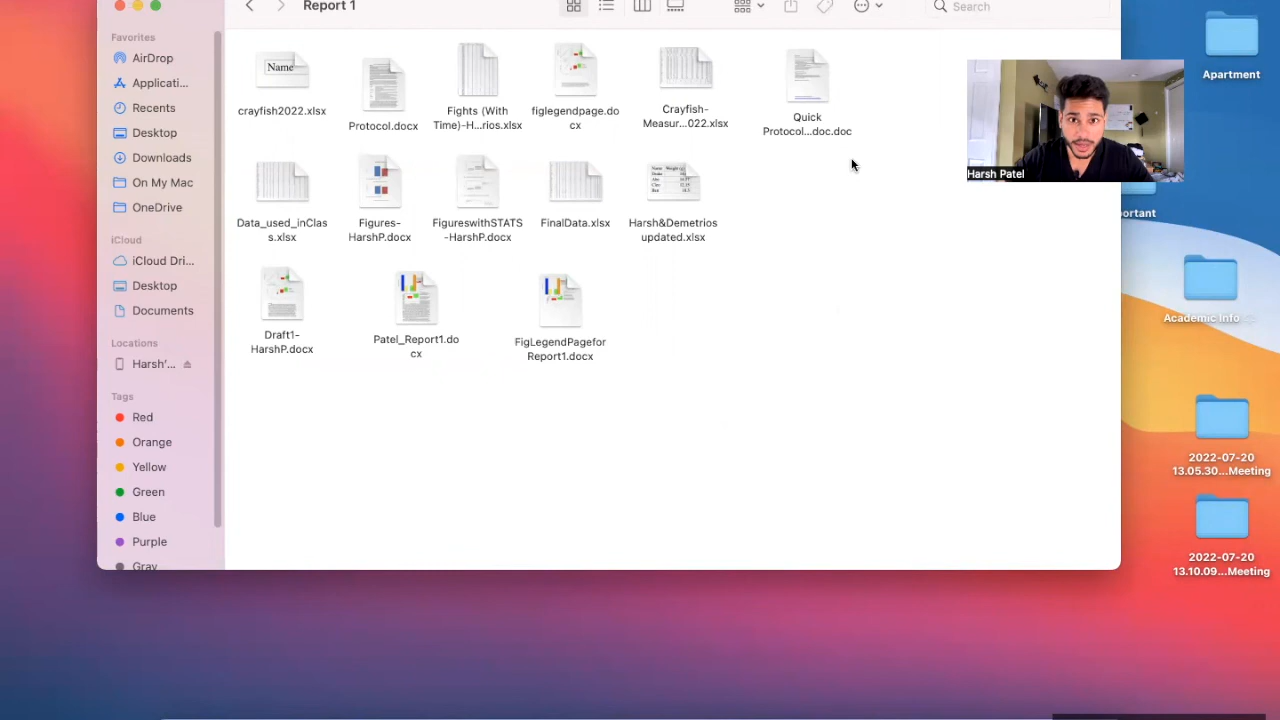 Report 1
Search
Favorites
AirDrop
Applicati...
Recents
Desktop
Downloads
On My Mac
OneDrive
iCloud
iCloud Dri...
Desktop
Documents
Locations
Harsh'...
Tags
Red
Orange
Yellow
Green
Blue
Purple
Gray
Name
crayfish2022.xlsx
Protocol.docx
Fights (With
Time)-H...rios.xlsx
figlegendpage.do
cx
Crayfish-
Measur...022.xlsx
Quick
Protocol...doc.doc
Data_used_inClas
s.xlsx
Figures-
HarshP.docx
FigureswithSTATS
-HarshP.docx
FinalData.xlsx
Harsh&Demetrios
updated.xlsx
Draft1-
HarshP.docx
Patel_Report1.do
cx
FigLegendPagefor
Report1.docx
Harsh Patel
Apartment
portant
Academic Info
2022-07-20
13.05.30...Meeting
2022-07-20
13.10.09...Meeting